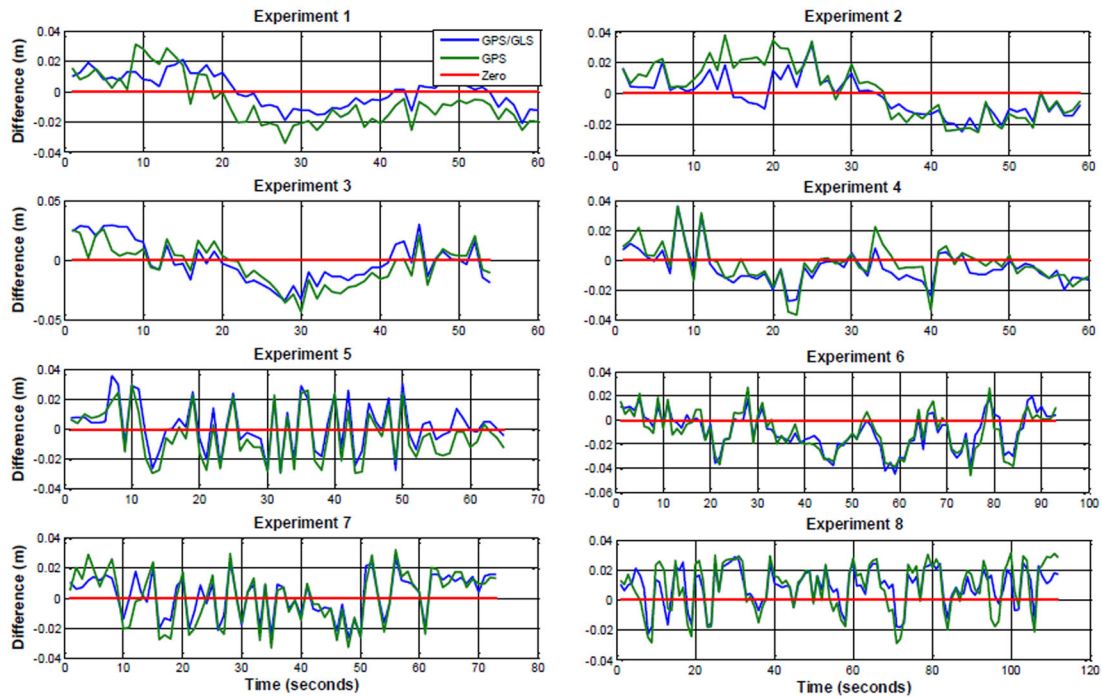 Experiment 1
Difference (m)
0.04
0.02
0
-0.02
-0.04
0 10 20 30 40 50 60
GPS/GLS
GPS
Zero
Experiment 2
0.04
0.02
0
-0.02
-0.04
0 10 20 30 40 50 60
Experiment 3
Difference (m)
0.05
0
-0.05
0 10 20 30 40 50 60
Experiment 4
0.04
0.02
0
-0.02
-0.04
0 10 20 30 40 50 60
Experiment 5
Difference (m)
0.04
0.02
0
-0.02
-0.04
0 10 20 30 40 50 60 70
Experiment 6
0.04
0.02
0
-0.02
-0.04
-0.06
0 10 20 30 40 50 60 70 80 90 100
Experiment 7
Difference (m)
0.04
0.02
0
-0.02
-0.04
0 10 20 30 40 50 60 70 80
Time (seconds)
Experiment 8
0.04
0.02
0
-0.02
-0.04
0 20 40 60 80 100 120
Time (seconds)